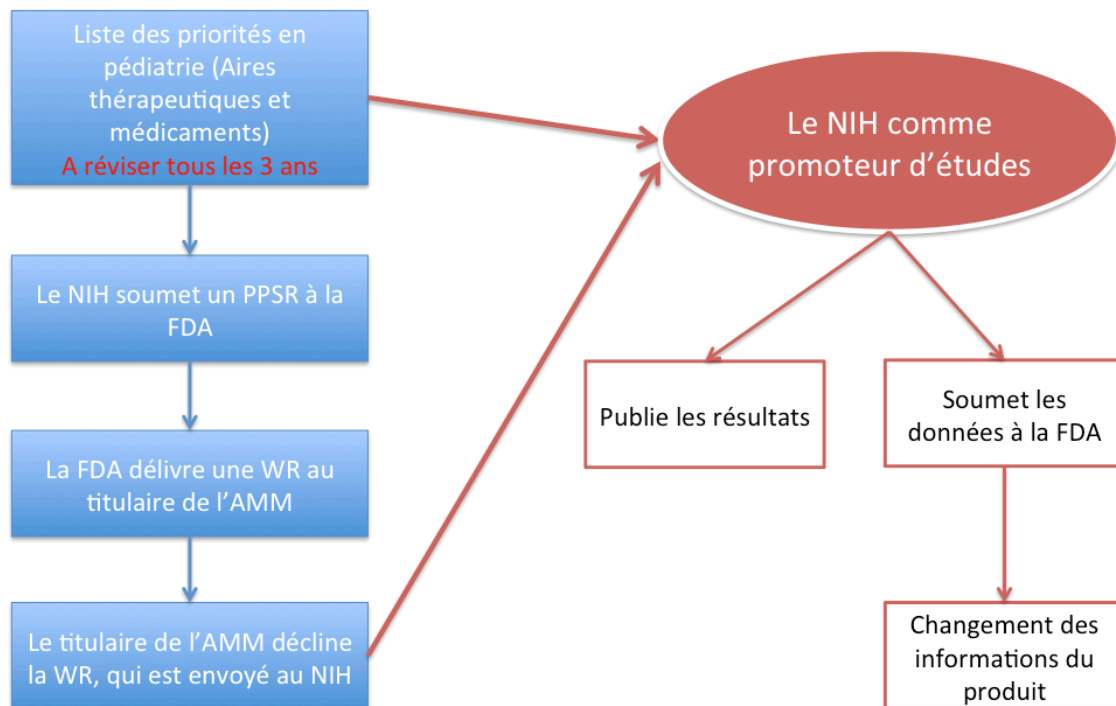 Liste des priorités en
pédiatrie (Aires
thérapeutiques et
médicaments)
A réviser tous les 3 ans
Le NIH soumet un PPSR à la
FDA
La FDA délivre une WR au
titulaire de l’AMM
Le titulaire de l’AMM décline
la WR, qui est envoyé au NIH
Le NIH comme
promoteur d’études
Publie les résultats
Soumet les
données à la FDA
Changement des
informations du
produit